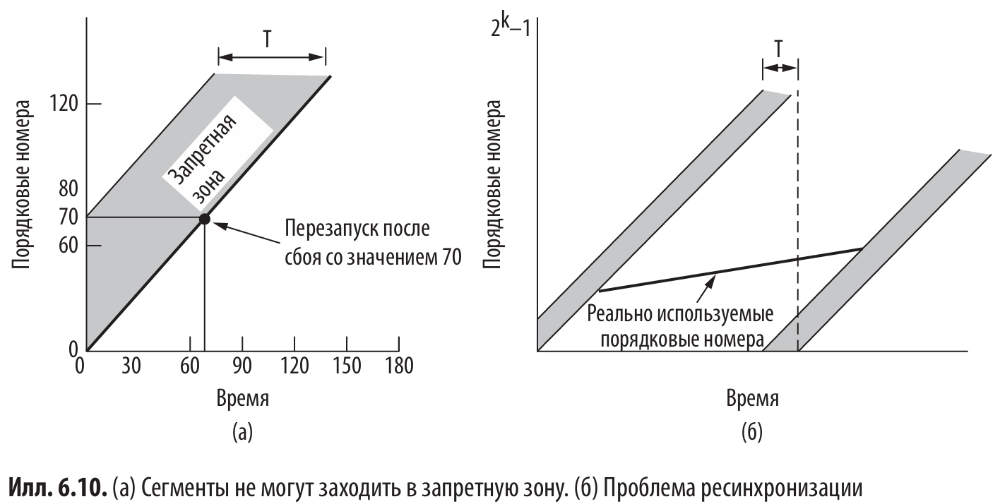 T
120
80
70
60
0
Порядковые номера
Запретная
зона
Перезапуск после
сбоя со значением 70
0 30 60 90 120 150 180
Время
(а)
2k–1
T
Порядковые номера
Реально используемые
порядковые номера
Время
(б)
Илл. 6.10. (а) Сегменты не могут заходить в запретную зону. (б) Проблема ресинхронизации